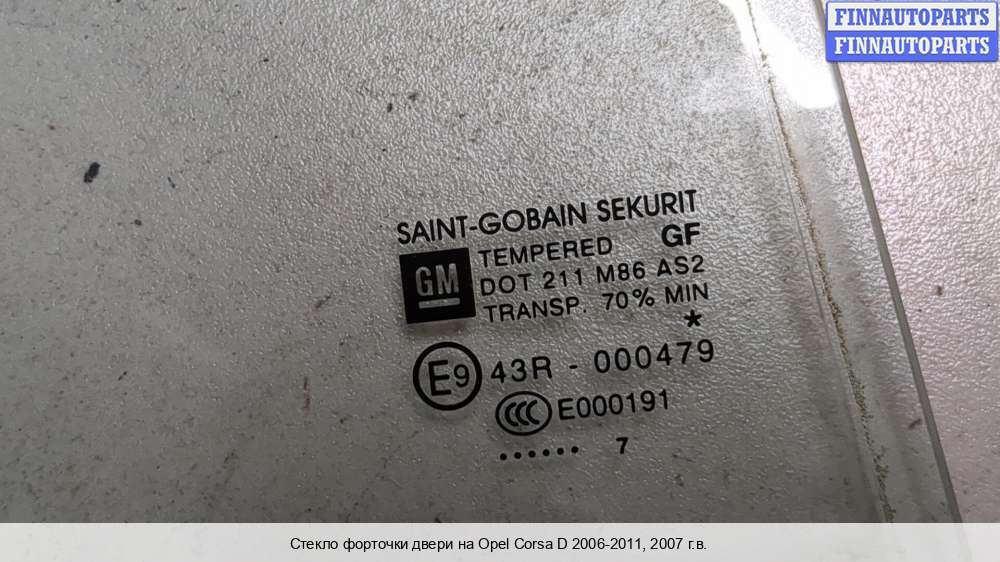 FINNAUTOPARTS
FINNAUTOPARTS
SAINT-GOBAIN SEKURIT
GM
TEMPERED GF
DOT 211 M86 AS2
TRANSP. 70% MIN
*
E9 43R - 000479
CCC E000191
...... 7
Стекло форточки двери на Opel Corsa D 2006-2011, 2007 г.в.